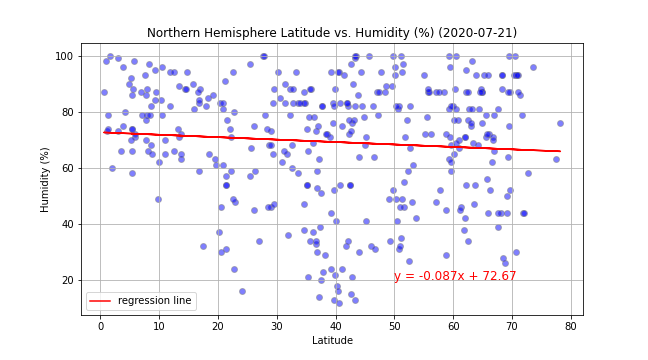 Northern Hemisphere Latitude vs. Humidity (%) (2020-07-21)
100
80
60
40
20
Humidity (%)
y = -0.087x + 72.67
regression line
0 10 20 30 40 50 60 70 80
Latitude